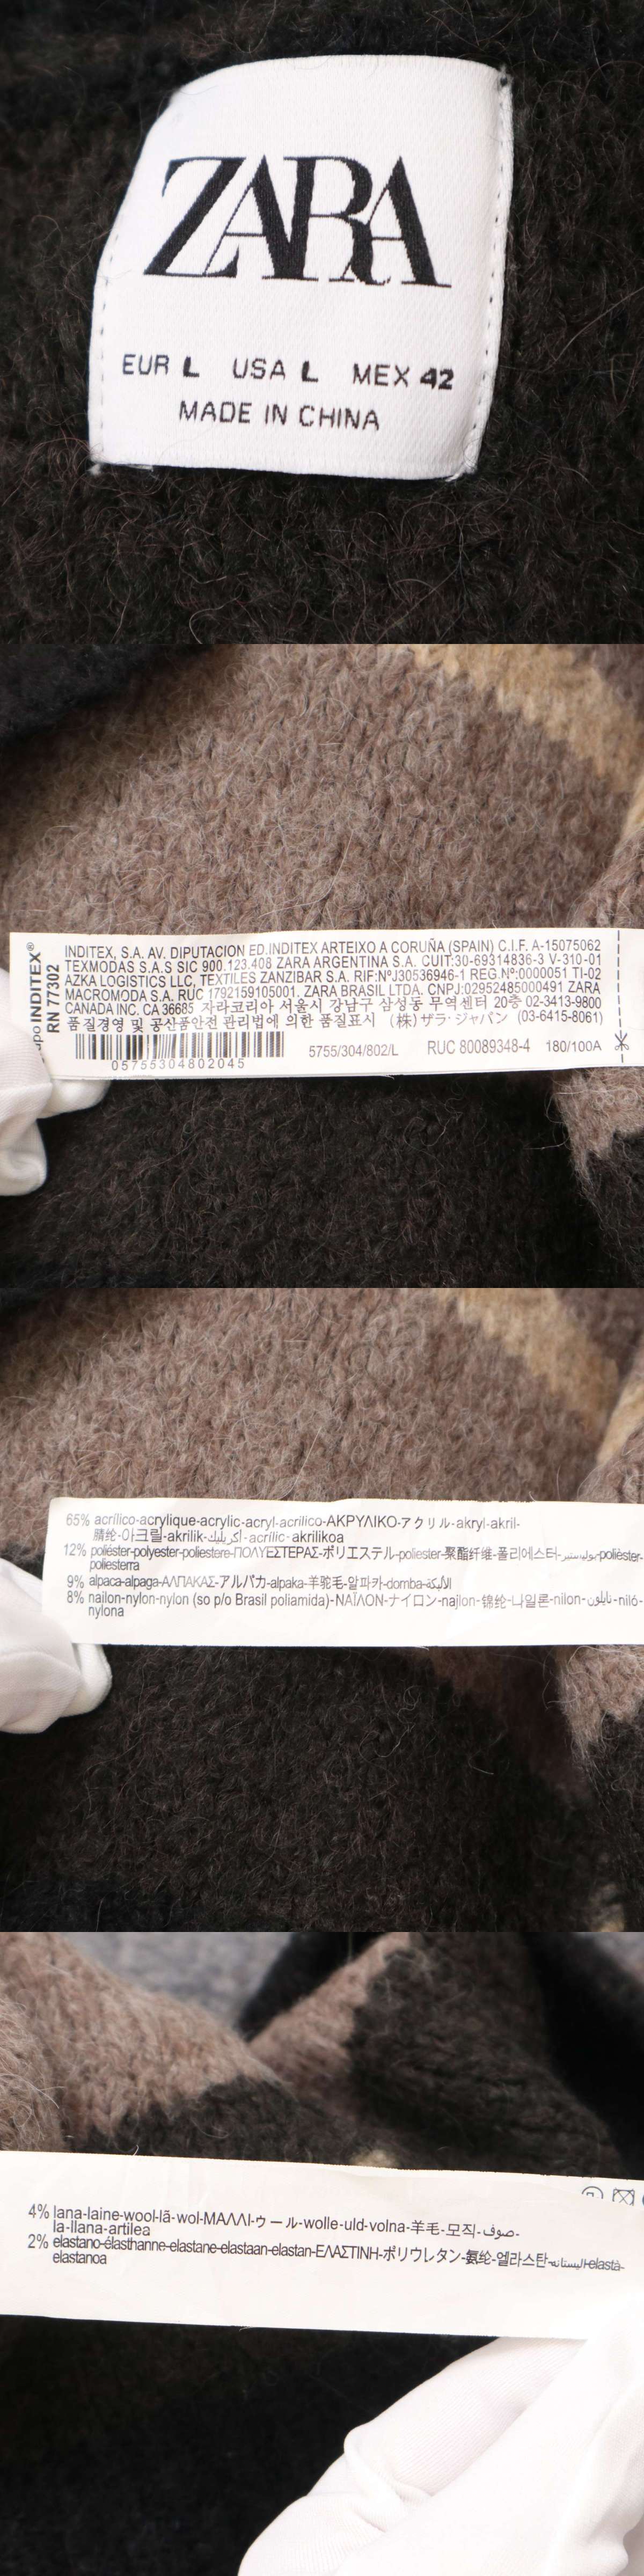 ZARA
EUR L USA L MEX 42
MADE IN CHINA
INDITEX®
RN 77302
INDITEX, S.A. AV. DIPUTACION ED.INDITEX ARTEIXO A CORUÑA (SPAIN) C.I.F. A-15075062
TEXMODAS S.A.S SIC 900.123.408 ZARA ARGENTINA S.A. CUIT:30-69314836-3 V-310-01
AZKA LOGISTICS LLC, TEXTILES ZANZIBAR S.A. RIF:NºJ30536946-1 REG.Nº:0000051 TI-02
MACROMODA S.A. RUC 1792159105001. ZARA BRASIL LTDA. CNPJ:02952485000491 ZARA
CANADA INC. CA 36685 자라코리아 서울시 강남구 삼성동 무역센터 20층 02-3413-9800
품질경영 및 공산품안전 관리법에 의한 품질표시 (株)ザラ・ジャパン (03-6415-8061)
05755304802045
5755/304/802/L RUC 80089348-4 180/100A
65% acrílico-acrylique-acrylic-acryl-acrilico-ΑΚΡΥΛΙΚΟ-アクリル-akryl-akril-
腈纶-아크릴-akrilik-أكريليك-acrílic-akrilikoa
12% poliéster-polyester-poliestere-ΠΟΛΥΕΣΤΕΡΑΣ-ポリエステル-poliester-聚酯纤维-폴리에스터-بوليستير-polièster-
poliesterra
9% alpaca-alpaga-ΑΛΠΑΚΑΣ-アルパカ-alpaka-羊驼毛-알파카-domba-الألبكة
8% nailon-nylon-nylon (so p/o Brasil poliamida)-ΝΑΪΛΟΝ-ナイロン-najlon-锦纶-나일론-nilon-نايلون-niló-
nylona
4% lana-laine-wool-lã-wol-ΜΑΛΛΙ-ウール-wolle-uld-volna-羊毛-모직-صوف-
la-llana-artilea
2% elastano-élasthanne-elastane-elastaan-elastan-ΕΛΑΣΤΙΝΗ-ポリウレタン-氨纶-엘라스탄-اليستانه-elastà-
elastanoa